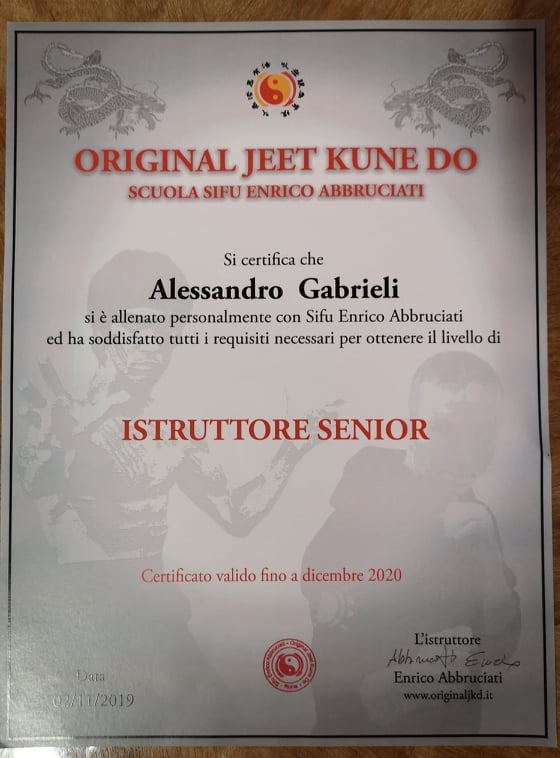 ORIGINAL JEET KUNE DO
SCUOLA SIFU ENRICO ABBRUCIATI
Si certifica che
Alessandro Gabrieli
si è allenato personalmente con Sifu Enrico Abbruciati
ed ha soddisfatto tutti i requisiti necessari per ottenere il livello di
ISTRUTTORE SENIOR
Certificato valido fino a dicembre 2020
L'istruttore
Enrico Abbruciati
www.originaljkd.it
Data
02/11/2019